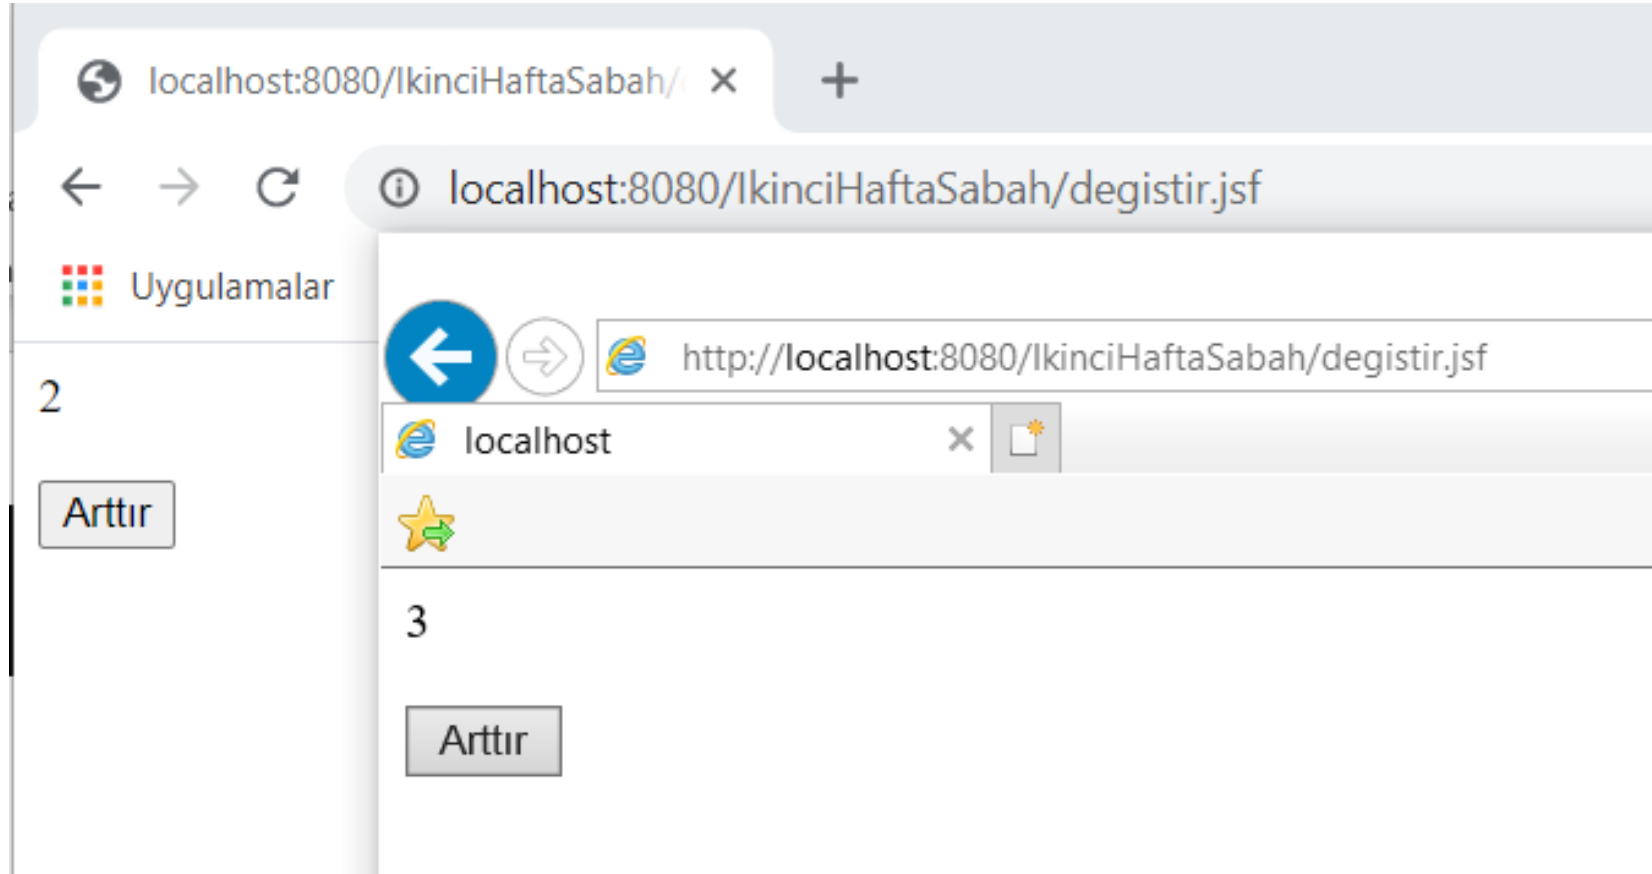 localhost:8080/IkinciHaftaSabah/
localhost:8080/IkinciHaftaSabah/degistir.jsf
Uygulamalar
2
Arttır
http://localhost:8080/IkinciHaftaSabah/degistir.jsf
localhost
3
Arttır